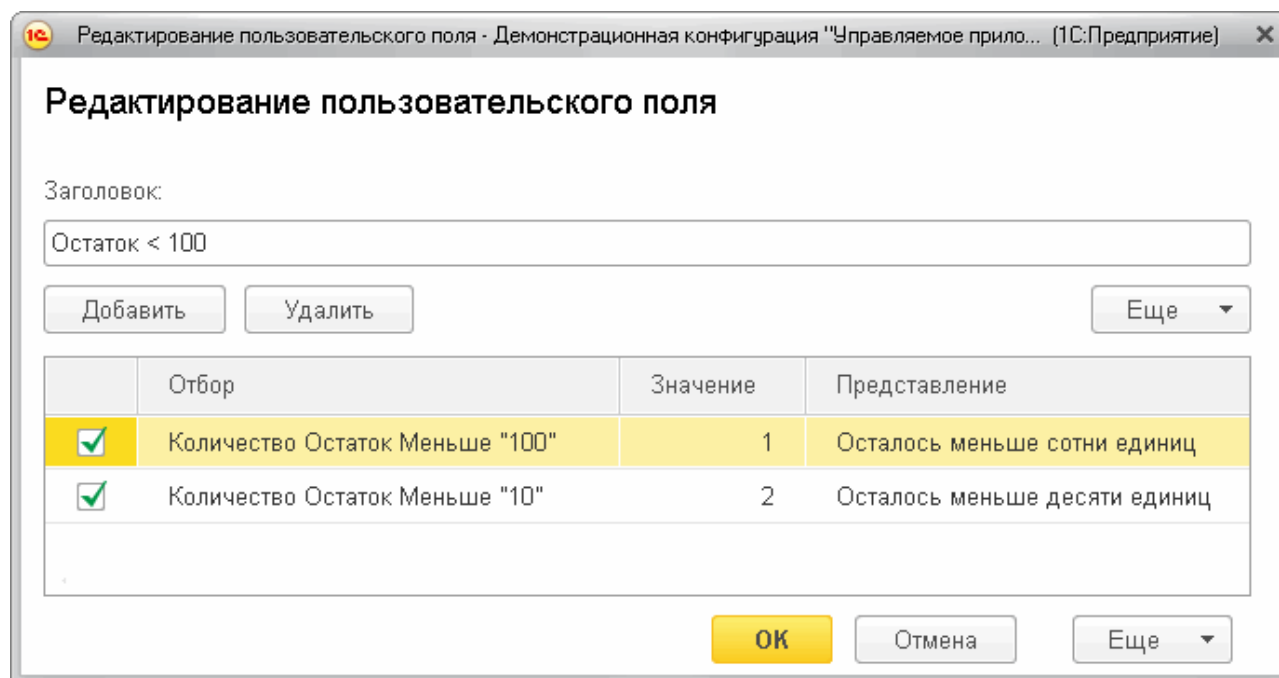 1С Редактирование пользовательского поля - Демонстрационная конфигурация "Управляемое прило... (1С:Предприятие)
Редактирование пользовательского поля
Заголовок:
Остаток < 100
Добавить Удалить Еще
Отбор Значение Представление
Количество Остаток Меньше "100" 1 Осталось меньше сотни единиц
Количество Остаток Меньше "10" 2 Осталось меньше десяти единиц
ОК Отмена Еще